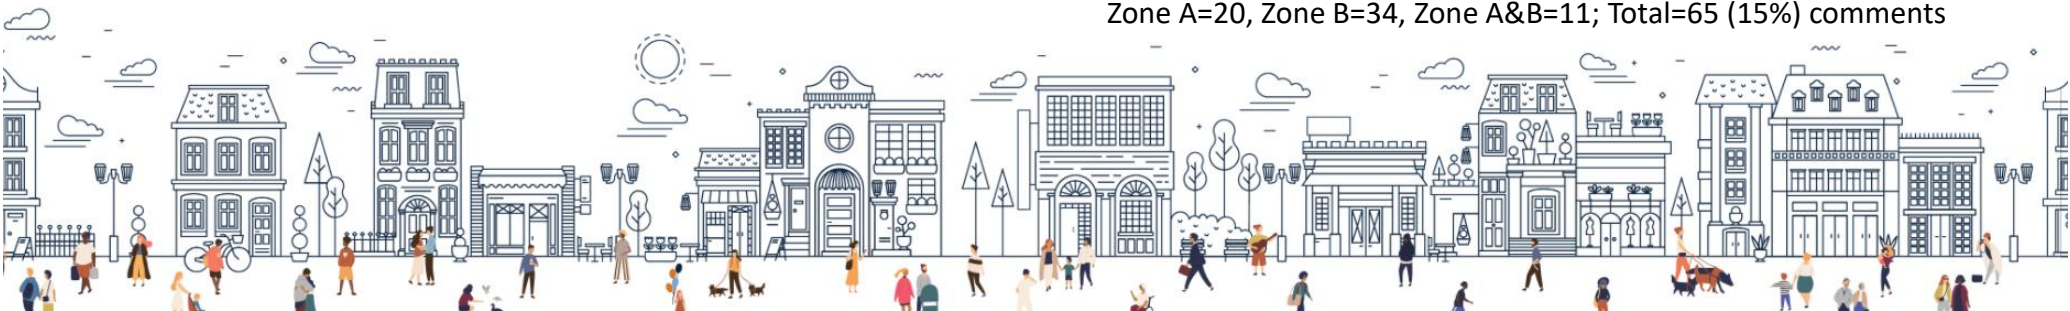 Zone A=20, Zone B=34, Zone A&B=11; Total=65 (15%) comments